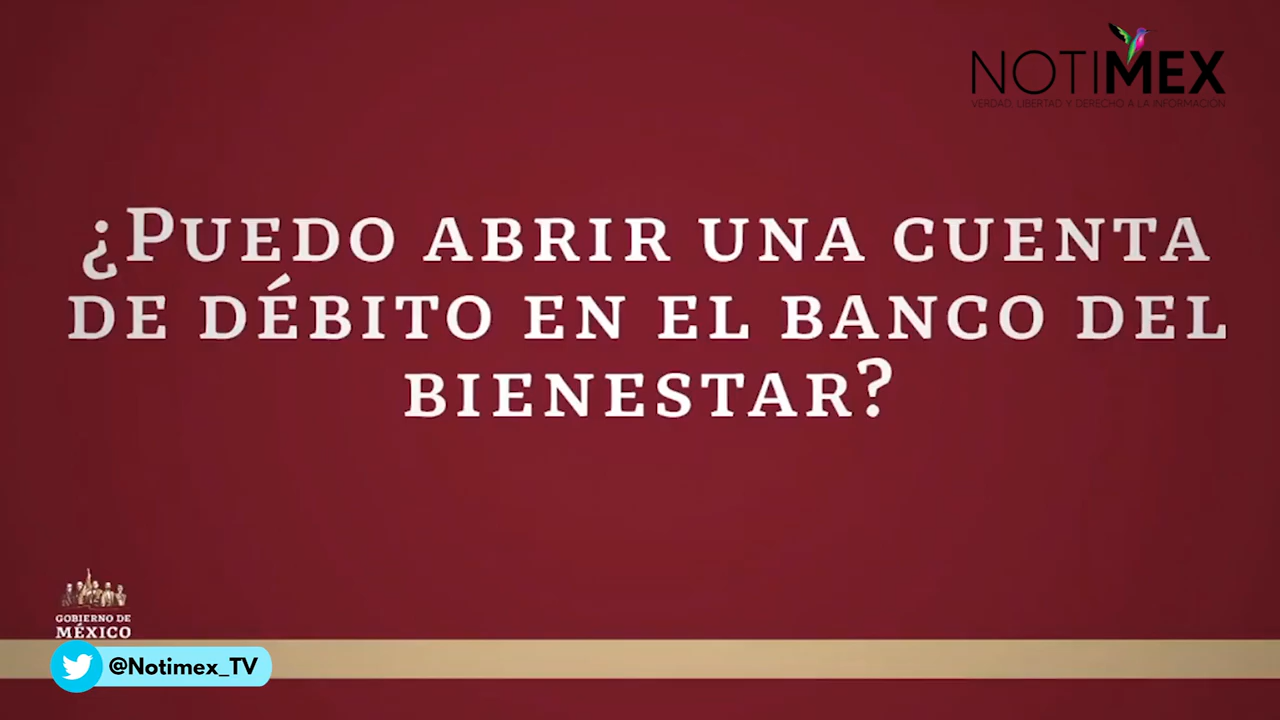 NOTIMEX
VERDAD, LIBERTAD Y DERECHO A LA INFORMACIÓN
¿PUEDO ABRIR UNA CUENTA
DE DÉBITO EN EL BANCO DEL
BIENESTAR?
GOBIERNO DE
MÉXICO
@Notimex_TV